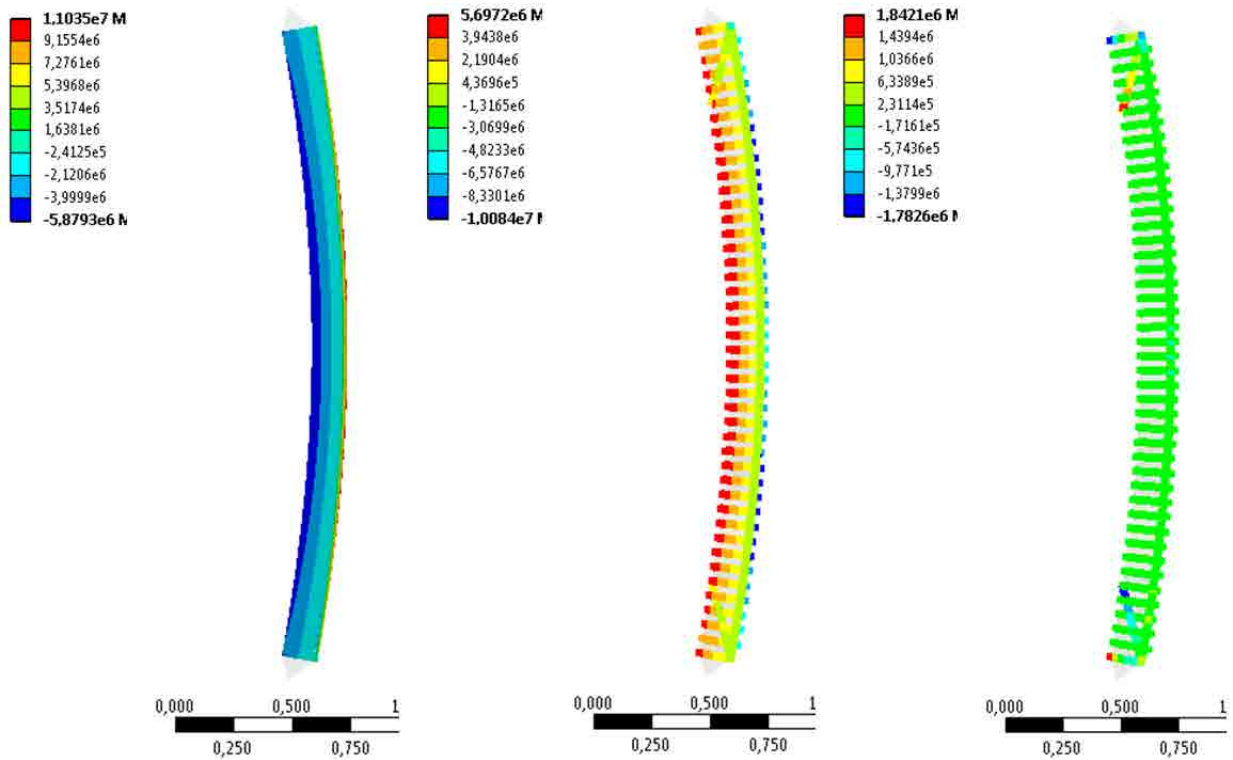 1,1035e7 M
9,1554e6
7,2761e6
5,3968e6
3,5174e6
1,6381e6
-2,4125e5
-2,1206e6
-3,9999e6
-5,8793e6 M
0,000 0,500 1
0,250 0,750
5,6972e6 M
3,9438e6
2,1904e6
4,3696e5
-1,3165e6
-3,0699e6
-4,8233e6
-6,5767e6
-8,3301e6
-1,0084e7 M
0,000 0,500 1
0,250 0,750
1,8421e6 M
1,4394e6
1,0366e6
6,3389e5
2,3114e5
-1,7161e5
-5,7436e5
-9,771e5
-1,3799e6
-1,7826e6 M
0,000 0,500 1
0,250 0,750